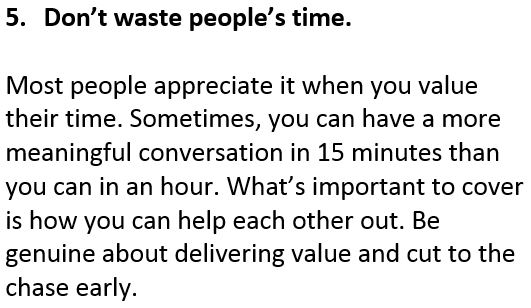 5. Don’t waste people’s time.
Most people appreciate it when you value
their time. Sometimes, you can have a more
meaningful conversation in 15 minutes than
you can in an hour. What’s important to cover
is how you can help each other out. Be
genuine about delivering value and cut to the
chase early.